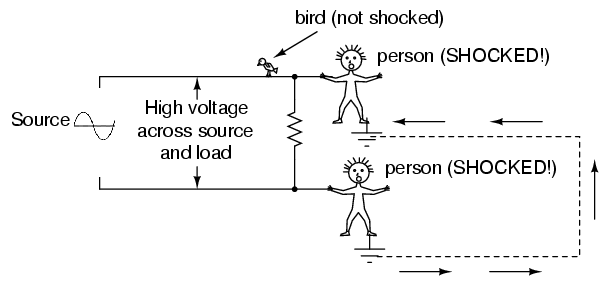 bird (not shocked)
person (SHOCKED!)
Source
High voltage
across source
and load
person (SHOCKED!)